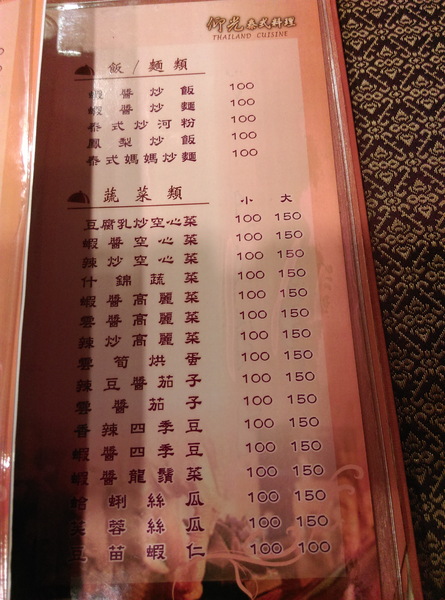 仰光泰式料理
THAILAND CUISINE
飯/麵類
蝦醬炒飯 100
蝦醬炒麵 100
泰式炒河粉 100
鳳梨炒飯 100
泰式媽媽炒麵 100
蔬菜類 小 大
豆腐乳炒空心菜 100 150
蝦醬空心菜 100 150
辣炒空心菜 100 150
什錦蔬菜 100 150
蝦醬高麗菜 100 150
雲醬高麗菜 100 150
辣炒高麗菜 100 150
雲筍烘蛋 100 150
辣豆醬茄子 100 150
雲醬茄子 100 150
香辣四季豆 100 150
蝦醬四季豆 100 150
蝦醬龍鬚菜 100 150
蛤蜊絲瓜 100 150
芙蓉絲瓜 100 150
豆苗蝦仁 100 100